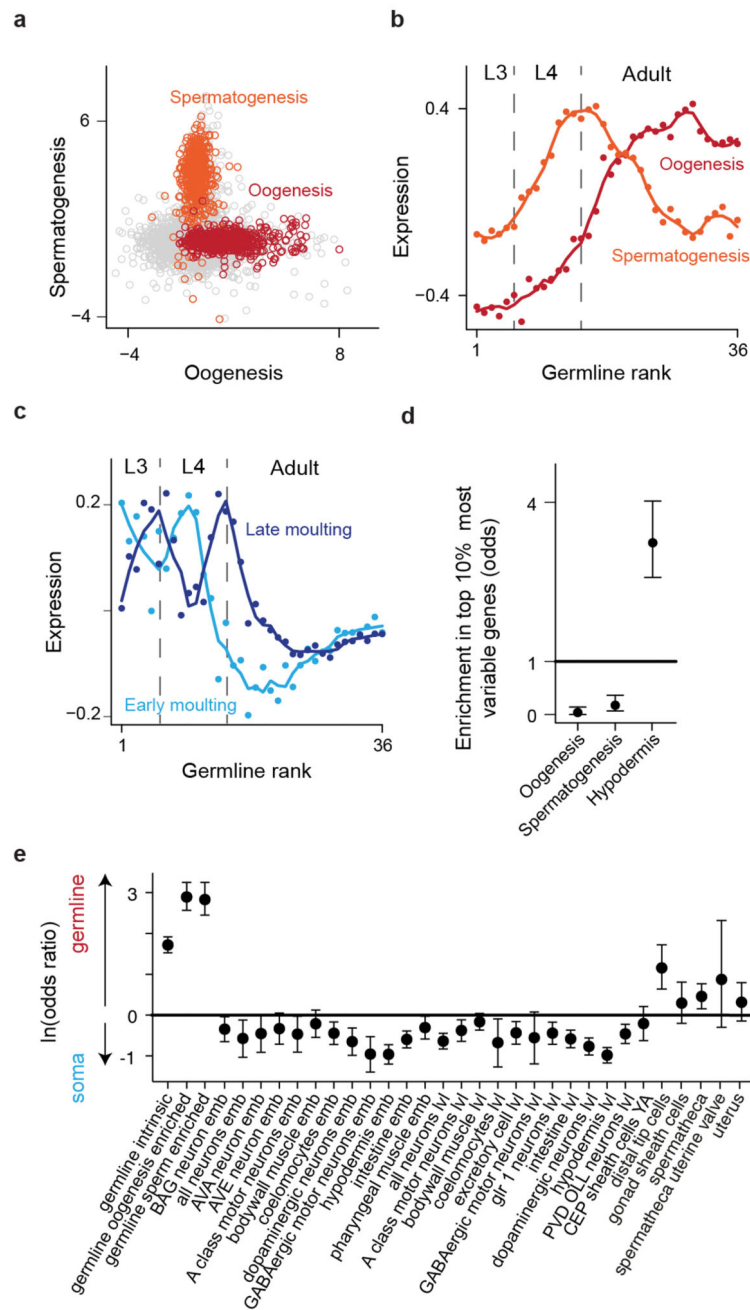 a
Spermatogenesis
6
Oogenesis
Spermatogenesis
−4
−4
8
Oogenesis
b
L3
L4
Adult
0.4
Oogenesis
Expression
Spermatogenesis
−0.4
1
36
Germline rank
c
L3
L4
Adult
0.2
Late moulting
Expression
Early moulting
−0.2
1
36
Germline rank
d
4
Enrichment in top 10% most
variable genes (odds)
1
0
Oogenesis
Spermatogenesis
Hypodermis
e
germline
soma
ln(odds ratio)
3
0
-1
germline intrinsic
germline oogenesis enriched
germline sperm enriched
BAG neuron emb
all neurons emb
AVA neuron emb
AVE neuron emb
A class motor neurons emb
bodywall muscle emb
coelomocytes emb
dopaminergic neurons emb
GABAergic motor neurons emb
hypodermis emb
intestine emb
pharyngeal muscle emb
all neurons lvl
A class motor neurons lvl
bodywall muscle lvl
coelomocytes lvl
excretory cell lvl
GABAergic motor neurons lvl
glr 1 neurons lvl
intestine lvl
dopaminergic neurons lvl
hypodermis lvl
PVD OLL neurons lvl
CEP sheath cells YA
distal tip cells
gonad sheath cells
spermatheca
spermatheca uterine valve
uterus